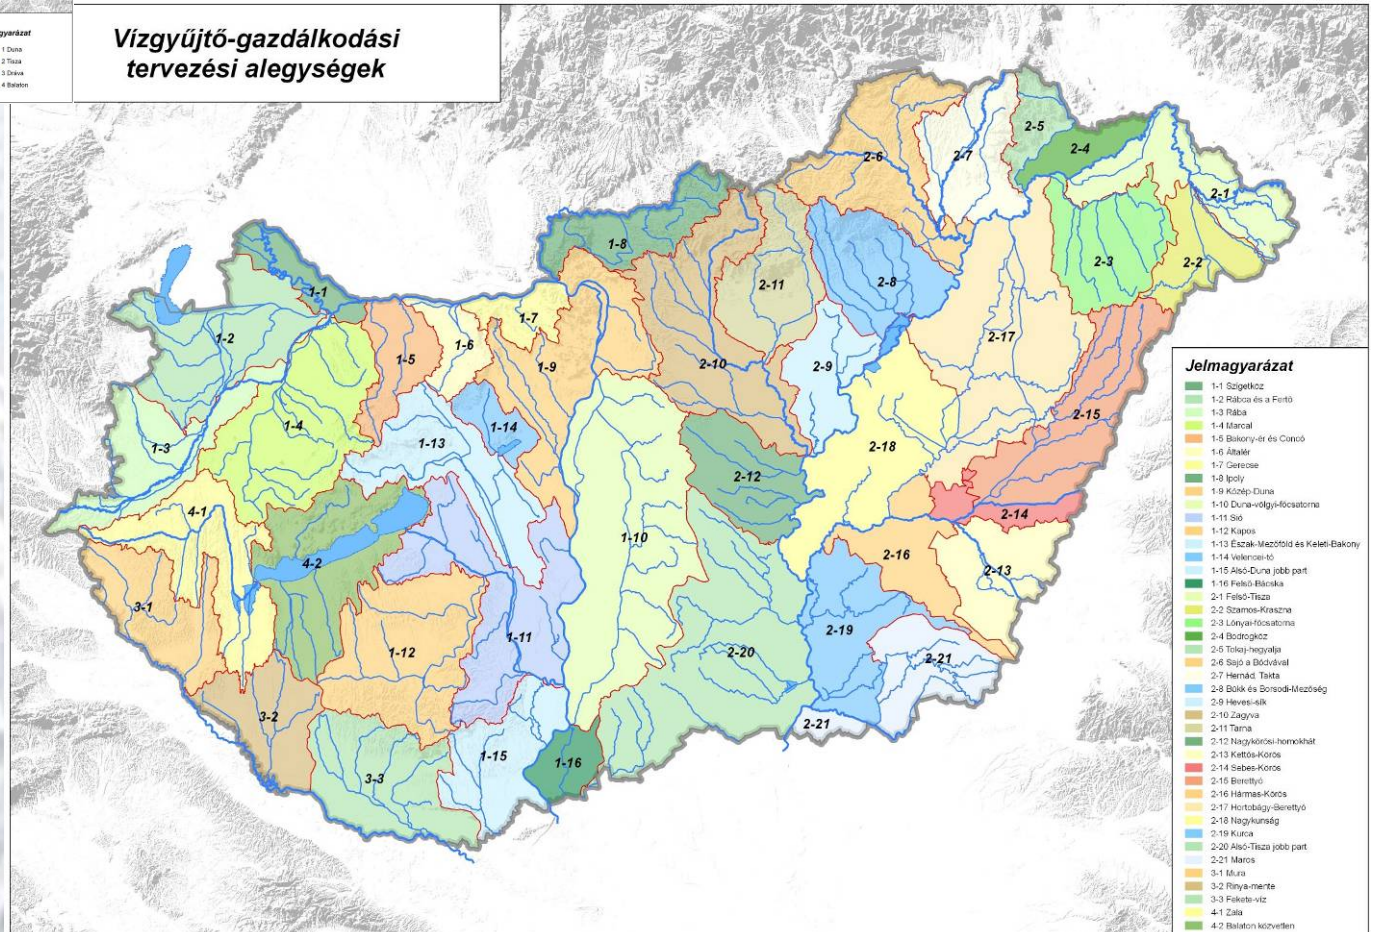 gyarázat
1 Duna
2 Tisza
3 Dráva
4 Balaton
Vízgyűjtő-gazdálkodási
tervezési alegységek
2-6
2-7
2-5
2-4
2-1
1-8
2-11
2-8
2-3
2-2
1-1
1-2
1-7
1-6
1-5
1-9
2-10
2-9
2-17
1-4
1-14
1-3
1-13
2-15
2-18
2-12
4-1
2-14
1-10
4-2
2-16
2-13
3-1
2-19
1-11
1-12
2-20
2-21
3-2
2-21
1-15
1-16
3-3
Jelmagyarázat
1-1 Szigetköz
1-2 Rábca és a Fertő
1-3 Rába
1-4 Marcal
1-5 Bakony-ér és Concó
1-6 Általér
1-7 Gerecse
1-8 Ipoly
1-9 Közép-Duna
1-10 Duna-völgyi-főcsatorna
1-11 Sió
1-12 Kapos
1-13 Észak-Mezőföld és Keleti-Bakony
1-14 Velencei-tó
1-15 Alsó-Duna jobb part
1-16 Felső-Bácska
2-1 Felső-Tisza
2-2 Szamos-Kraszna
2-3 Lónyai-főcsatorna
2-4 Bodrogköz
2-5 Tokaj-hegyalja
2-6 Sajó a Bódvával
2-7 Hernád, Takta
2-8 Bükk és Borsodi-Mezőség
2-9 Hevesi-sík
2-10 Zagyva
2-11 Tarna
2-12 Nagykőrösi-homokhát
2-13 Kettős-Körös
2-14 Sebes-Körös
2-15 Berettyó
2-16 Hármas-Körös
2-17 Hortobágy-Berettyó
2-18 Nagykunság
2-19 Kurca
2-20 Alsó-Tisza jobb part
2-21 Maros
3-1 Mura
3-2 Rinya-mente
3-3 Fekete-víz
4-1 Zala
4-2 Balaton közvetlen